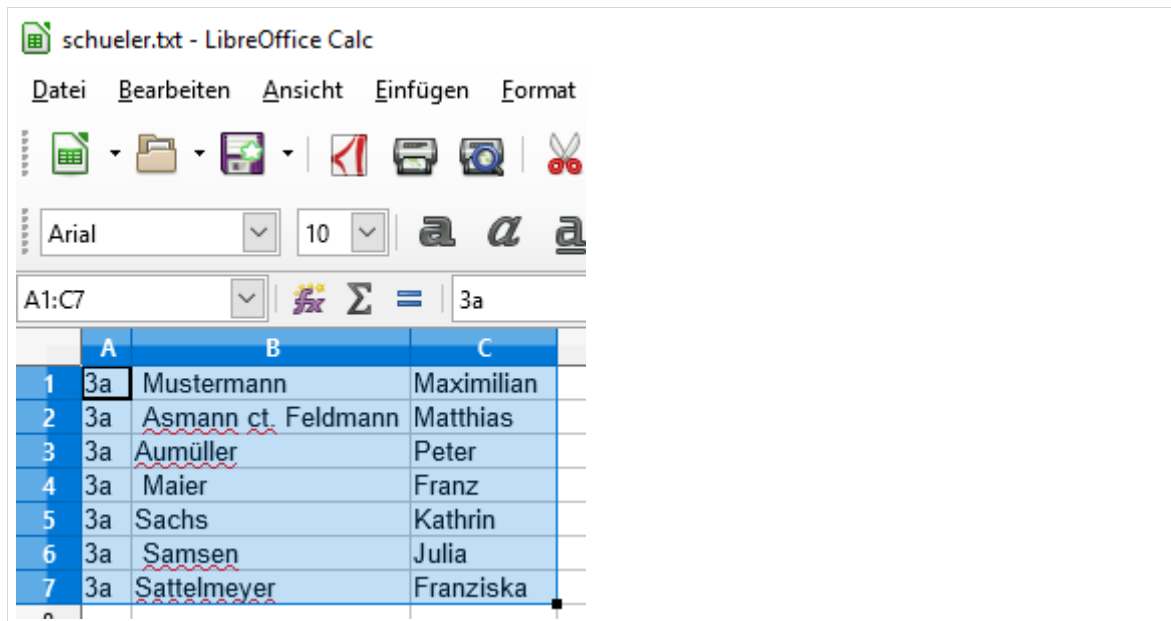 schueler.txt - LibreOffice Calc
Datei Bearbeiten Ansicht Einfügen Format
Arial 10 a a a
A1:C7 fx Σ = 3a
A B C
1 3a Mustermann Maximilian
2 3a Asmann ct. Feldmann Matthias
3 3a Aumüller Peter
4 3a Maier Franz
5 3a Sachs Kathrin
6 3a Samsen Julia
7 3a Sattelmeyer Franziska